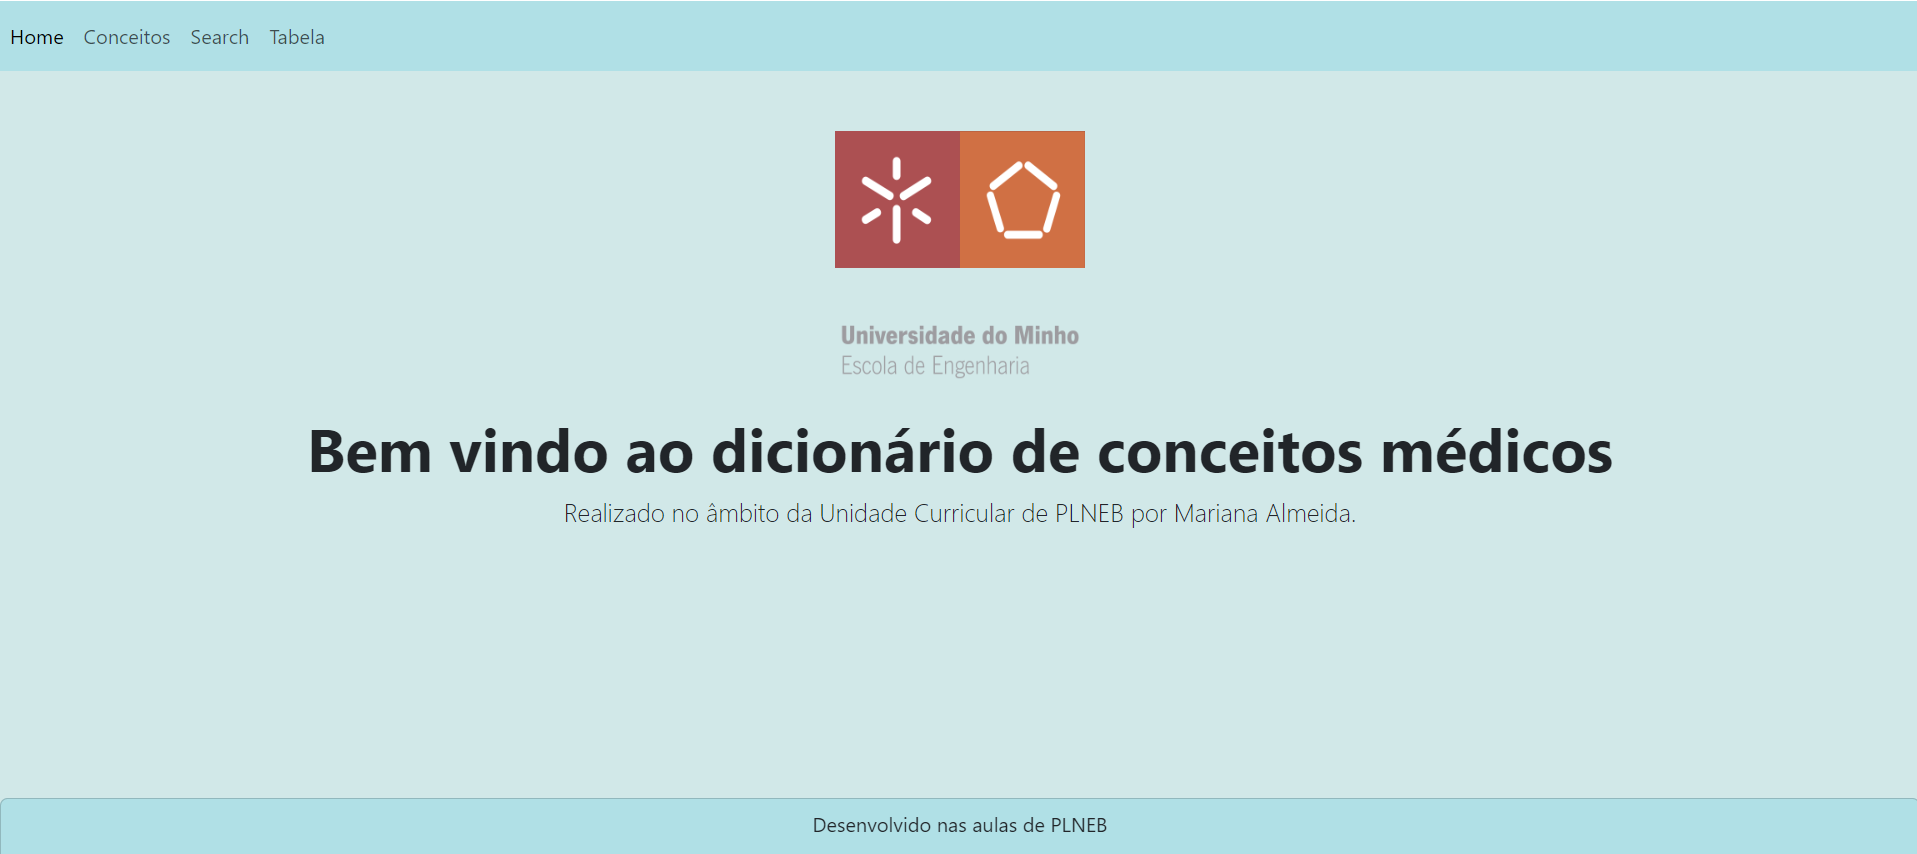 Home Conceitos Search Tabela
Universidade do Minho
Escola de Engenharia
Bem vindo ao dicionário de conceitos médicos
Realizado no âmbito da Unidade Curricular de PLNEB por Mariana Almeida.
Desenvolvido nas aulas de PLNEB